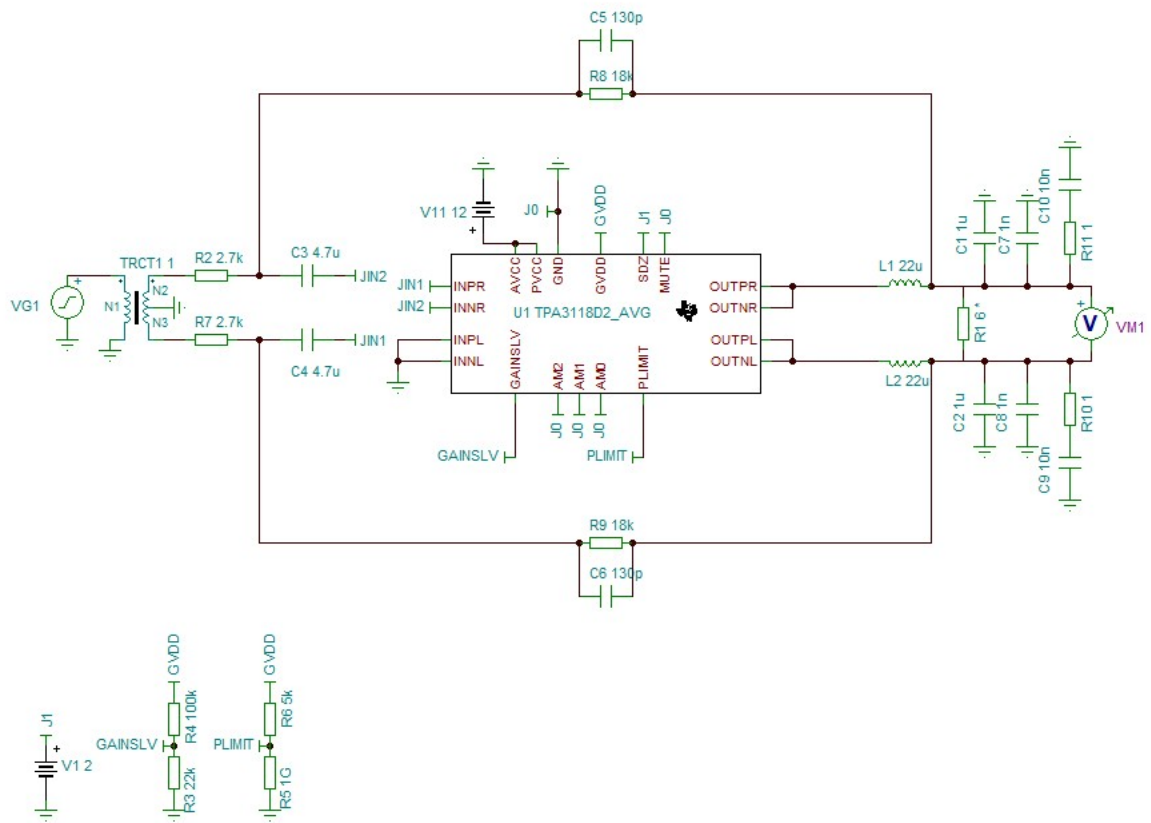 C5 130p
R8 18k
V11 12
J0
GVDD
J1
J0
C10 10n
C1 1u
C7 1n
R11 1
TRCT1 1
R2 2.7k
C3 4.7u
JIN2
AVCC
PVCC
GND
GVDD
SDZ
MUTE
L1 22u
VG1
N1
N2
N3
JIN1
JIN2
INPR
INNR
U1 TPA3118D2_AVG
OUTPR
OUTNR
R1 6*
V
VM1
R7 2.7k
C4 4.7u
JIN1
INPL
INNL
GAINSLV
AM2
AM1
AM0
PLIMIT
OUTPL
OUTNL
L2 22u
C2 1u
C8 1n
R10 1
C9 10n
J0
J0
J0
GAINSLV
PLIMIT
R9 18k
C6 130p
GVDD
GVDD
J1
R4 100k
R6 5k
GAINSLV
PLIMIT
V1 2
R3 22k
R5 1G